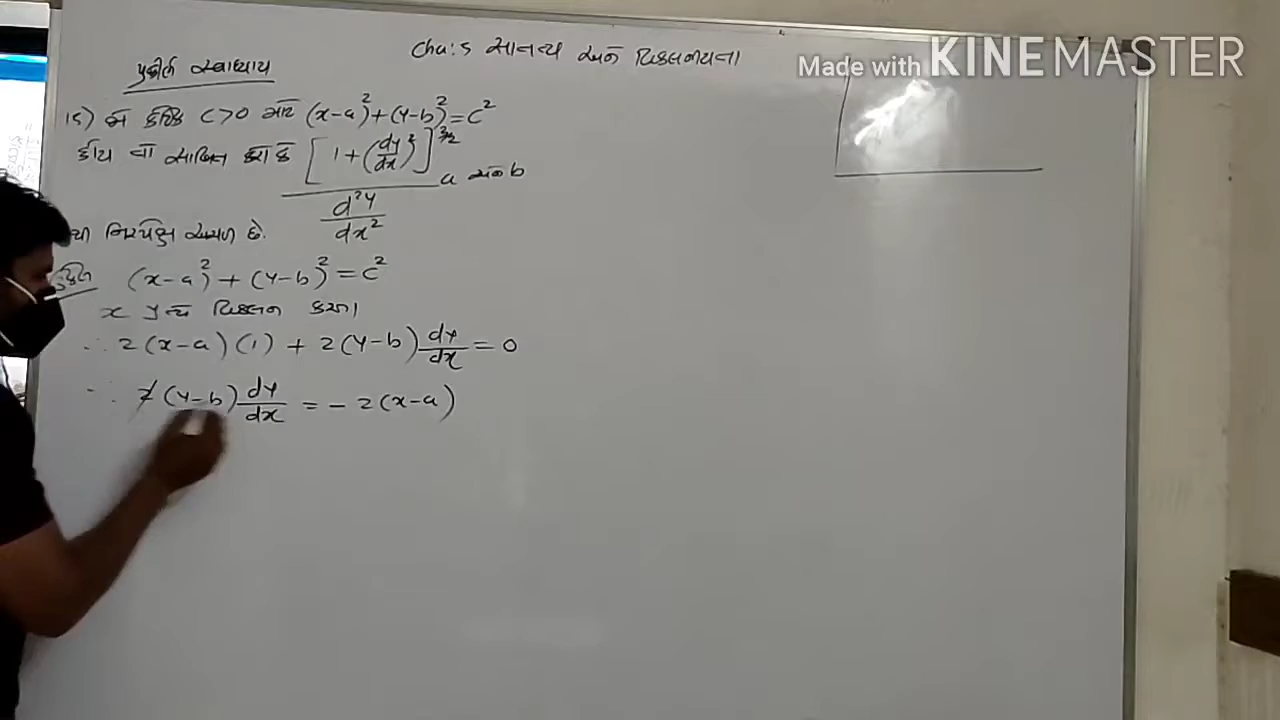 Made with KINEMASTER
Cha:5 સાતત્ય અને વિકલનીયતા
પ્રકીર્ણ સ્વાધ્યાય
15) જો કોઈક C>0 માટે (x-a)²+(y-b)²=c²
હોય તો સાબિત કરો કે [1+(dy/dx)²]^3/2 / d²y/dx² a અને b
થી નિરપેક્ષ અચળ છે.
ઉકેલ (x-a)²+(y-b)²=c²
x પ્રત્યે વિકલન કરતા
∴ 2(x-a)(1) + 2(y-b) dy/dx = 0
∴ 2(y-b) dy/dx = -2(x-a)